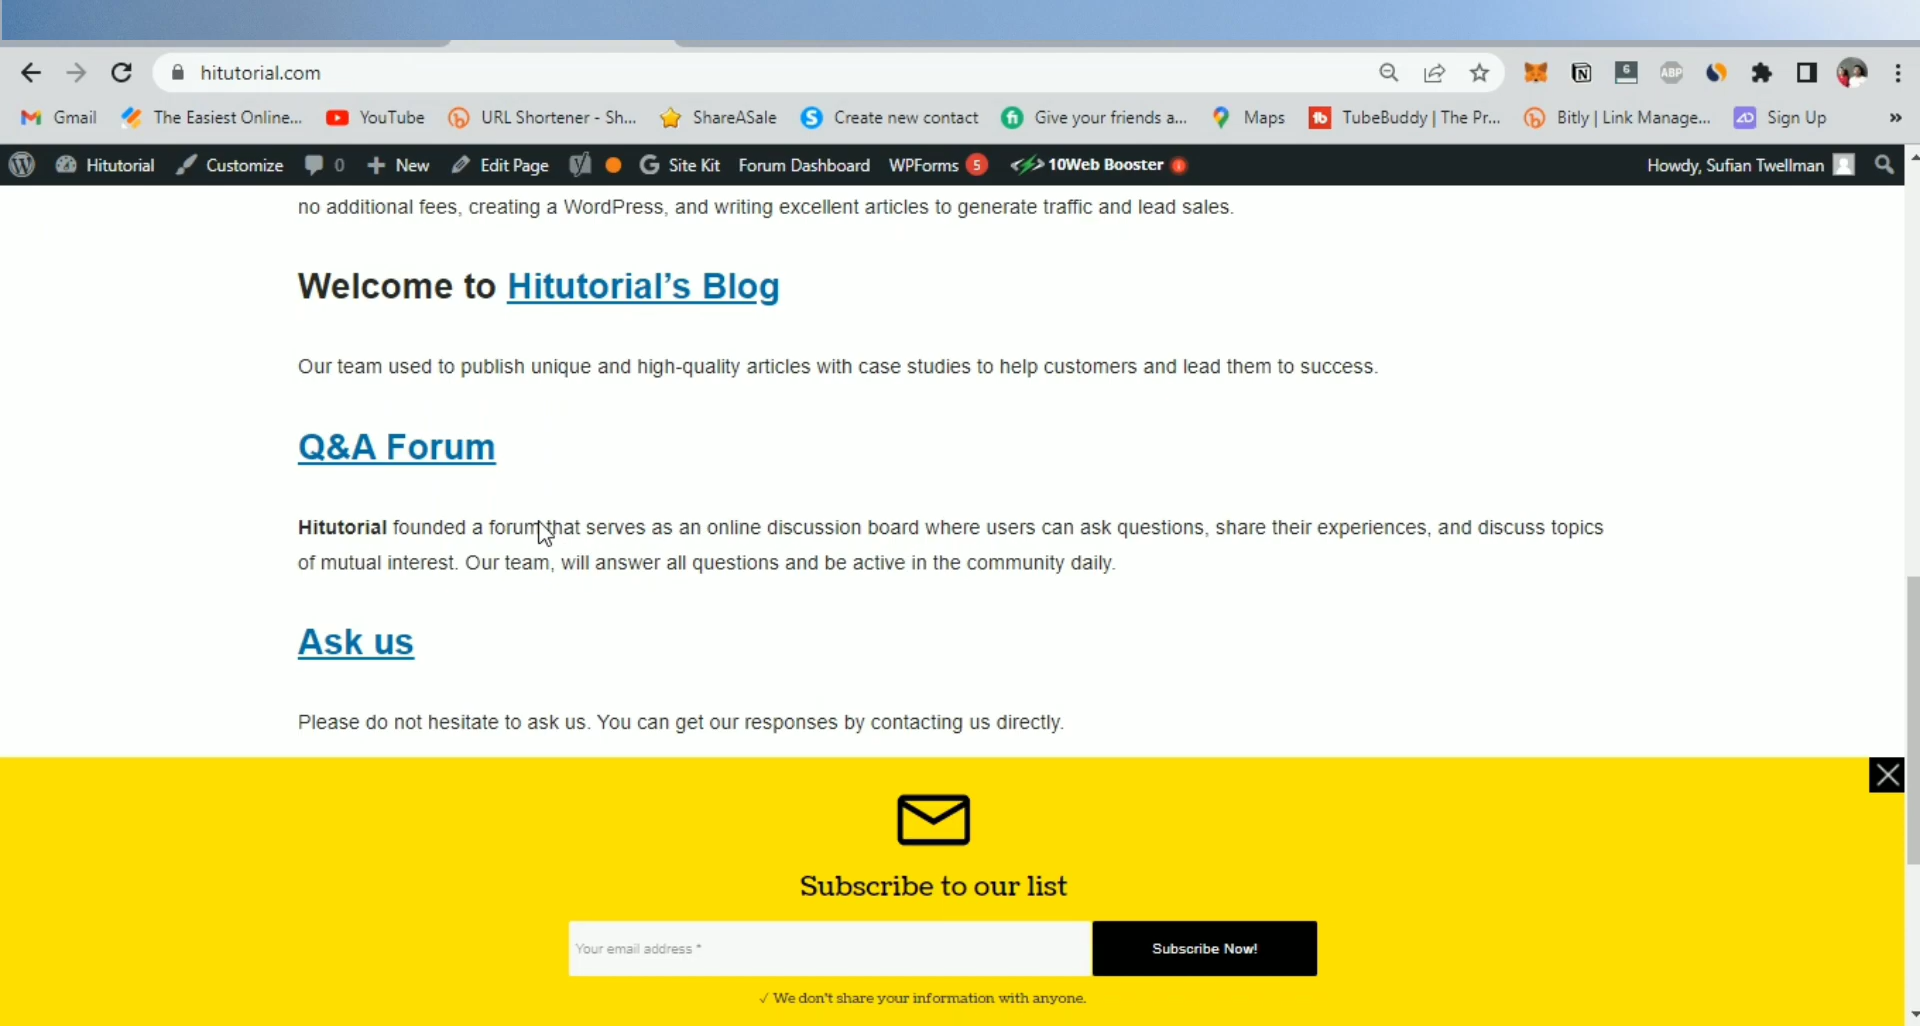 hitutorial.com
6
ABP
Gmail The Easiest Online... YouTube URL Shortener - Sh... ShareASale Create new contact Give your friends a... Maps TubeBuddy | The Pr... Bitly | Link Manage... Sign Up »
Hitutorial Customize 0 New Edit Page Site Kit Forum Dashboard WPForms 5 10Web Booster Howdy, Sufian Twellman
no additional fees, creating a WordPress, and writing excellent articles to generate traffic and lead sales.
Welcome to Hitutorial’s Blog
Our team used to publish unique and high-quality articles with case studies to help customers and lead them to success.
Q&A Forum
Hitutorial founded a forum that serves as an online discussion board where users can ask questions, share their experiences, and discuss topics
of mutual interest. Our team, will answer all questions and be active in the community daily.
Ask us
Please do not hesitate to ask us. You can get our responses by contacting us directly.
Subscribe to our list
Your email address *
Subscribe Now!
✓ We don't share your information with anyone.